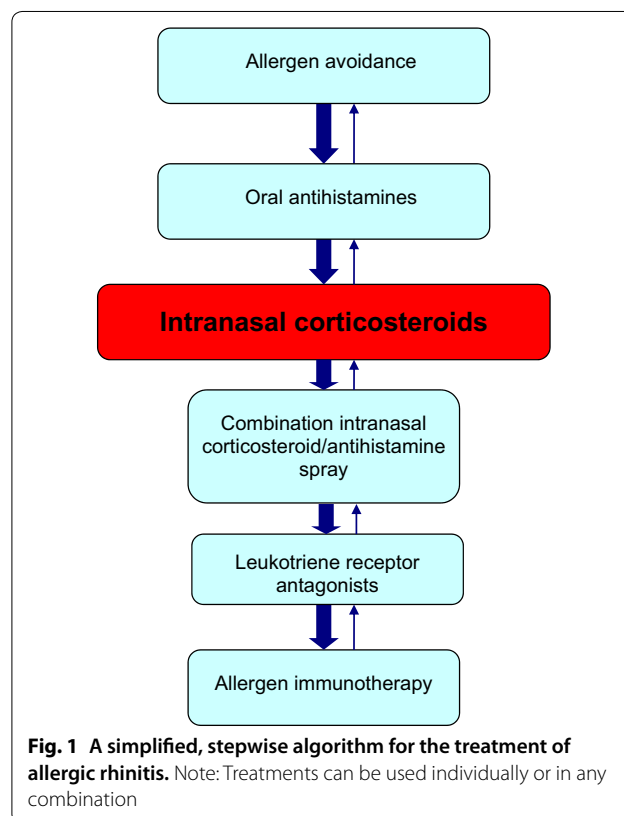 Allergen avoidance
Oral antihistamines
Intranasal corticosteroids
Combination intranasal
corticosteroid/antihistamine
spray
Leukotriene receptor
antagonists
Allergen immunotherapy
Fig. 1 A simplified, stepwise algorithm for the treatment of
allergic rhinitis. Note: Treatments can be used individually or in any
combination